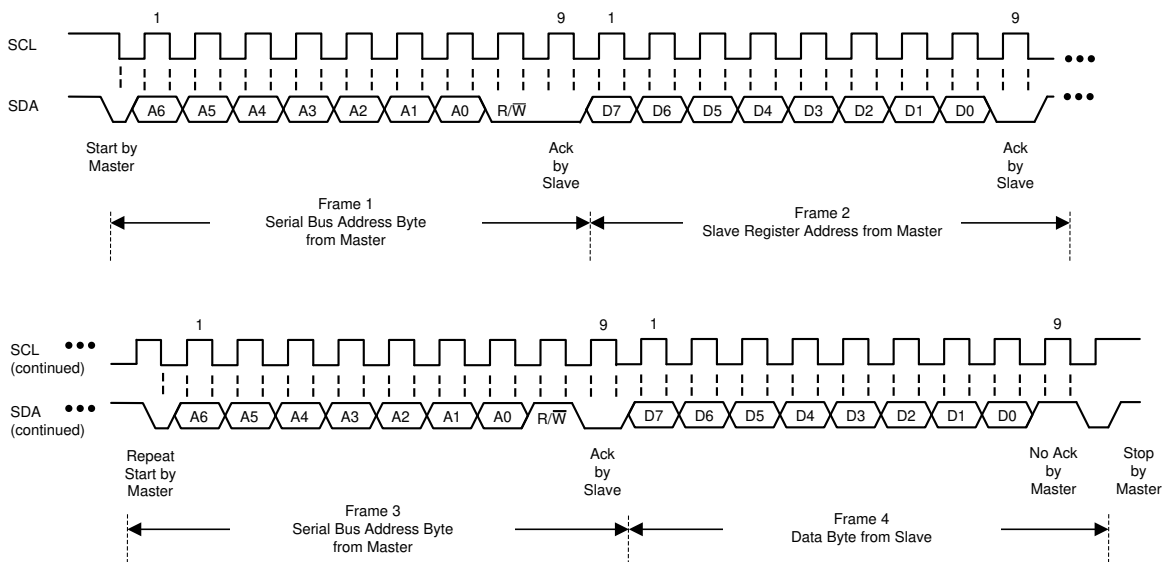 1 9 1 9
SCL
SDA
A6 A5 A4 A3 A2 A1 A0 R/W̅ D7 D6 D5 D4 D3 D2 D1 D0
Start by
Master
Ack
by
Slave
Ack
by
Slave
Frame 1
Serial Bus Address Byte
from Master
Frame 2
Slave Register Address from Master
1 9 1 9
SCL
(continued)
SDA
(continued)
A6 A5 A4 A3 A2 A1 A0 R/W̅ D7 D6 D5 D4 D3 D2 D1 D0
Repeat
Start by
Master
Ack
by
Slave
No Ack
by
Master
Stop
by
Master
Frame 3
Serial Bus Address Byte
from Master
Frame 4
Data Byte from Slave